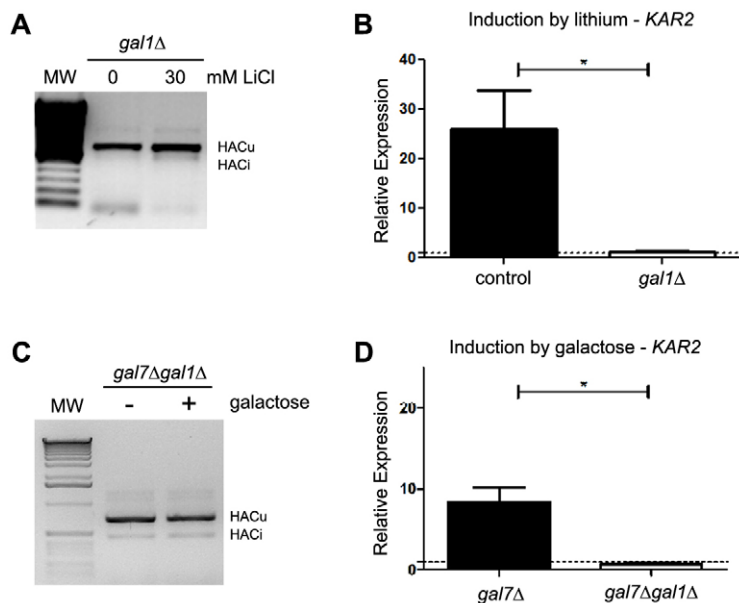 A
gal1Δ
MW 0 30 mM LiCl
HACu
HACi
B
Induction by lithium - KAR2
*
Relative Expression
40
30
20
10
0
control gal1Δ
C
gal7Δgal1Δ
MW - + galactose
HACu
HACi
D
Induction by galactose - KAR2
*
Relative Expression
20
10
0
gal7Δ gal7Δgal1Δ